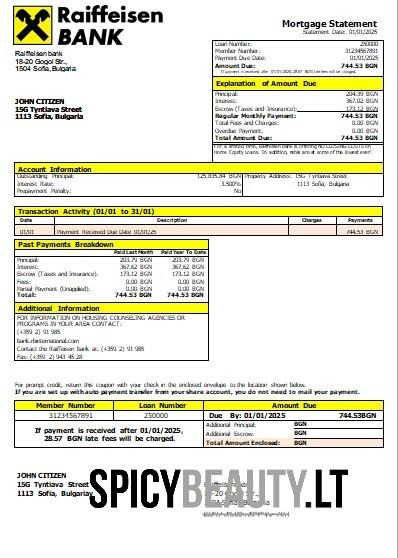 Raiffeisen
BANK
Mortgage Statement
Statement Date: 01/01/2025
Raiffeisen bank
18-20 Gogol Str.,
1504 Sofia,Bulgaria
Loan Number: 250000
Member Number: 31234567891
Payment Due Date: 01/01/2025
Amount Due: 744.53 BGN
If payment is received after 01/01/2025, 28.57 BGN late fee will be charged.
Explanation of Amount Due
Principal: 204.39 BGN
Interest: 367.02 BGN
Escrow (Taxes and Insurance): 173.12 BGN
Regular Monthly Payment: 744.53 BGN
Total Fees and Charges: 0.00 BGN
Overdue Payment: 0.00 BGN
Total Amount Due: 744.53 BGN
For a limited time, Raiffeisen bank is offering NO CLOSING COSTS on
Home Equity Loans. In addition, rates are at some of the lowest ever!
JOHN CITIZEN
15G Tyntiava Street
1113 Sofia, Bulgaria
Account Information
Outstanding Principal: 125,835.84 BGN
Interest Rate: 3.500%
Prepayment Penalty: No
Property Address: 15G Tyntiava Street
1113 Sofia, Bulgaria
Transaction Activity (01/01 to 31/01)
Date Description Charges Payments
01/01 Payment Received Due Date 01/01/25 744.53 BGN
Past Payments Breakdown
Paid Last Month Paid Year To Date
Principal: 203.79 BGN 203.79 BGN
Interest: 367.62 BGN 367.62 BGN
Escrow (Taxes and Insurance): 173.12 BGN 173.12 BGN
Fees: 0.00 BGN 0.00 BGN
Partial Payment (Unapplied): 0.00 BGN 0.00 BGN
Total: 744.53 BGN 744.53 BGN
Additional Information
FOR INFORMATION ON HOUSING COUNSELING AGENCIES OR
PROGRAMS IN YOUR AREA CONTACT:
(+359 2) 91 985
bank.rbinternational.com
Contact the Raiffeisen bank at: (+359 2) 91 985
Fax: (+359 2) 943 45 28
For prompt credit, return this coupon with your check in the enclosed envelope to the location shown below.
If you are set up with auto payment transfer from your share account, you do not need to mail your payment.
Member Number Loan Number Amount Due
31234567891 250000 Due By: 01/01/2025 744.53BGN
If payment is received after 01/01/2025,
28.57 BGN late fees will be charged.
Additional Principal: BGN
Additional Escrow: BGN
Total Amount Enclosed: BGN
JOHN CITIZEN
15G Tyntiava Street
1113 Sofia, Bulgariay
SPICYBEAUTY.LT